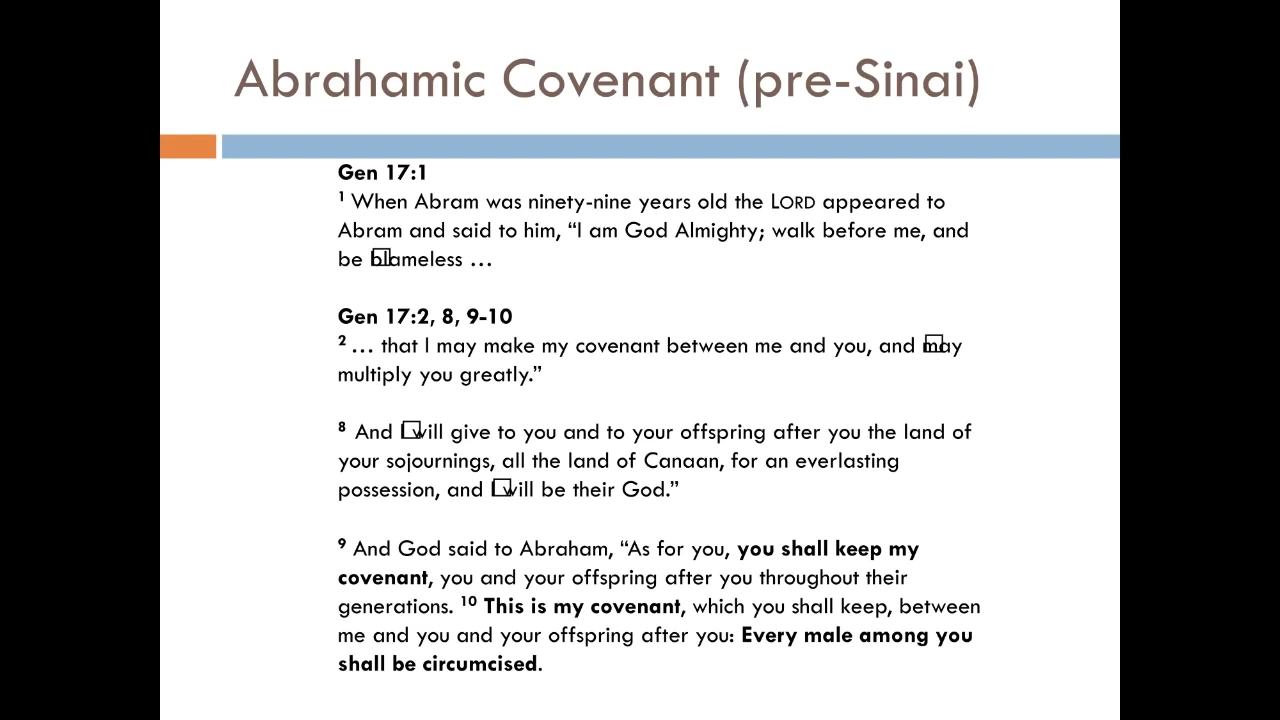 Abrahamic Covenant (pre-Sinai)
Gen 17:1
¹ When Abram was ninety-nine years old the LORD appeared to
Abram and said to him, “I am God Almighty; walk before me, and
be blameless …
Gen 17:2, 8, 9-10
² … that I may make my covenant between me and you, and may
multiply you greatly.”
⁸ And I will give to you and to your offspring after you the land of
your sojournings, all the land of Canaan, for an everlasting
possession, and I will be their God.”
⁹ And God said to Abraham, “As for you, you shall keep my
covenant, you and your offspring after you throughout their
generations. ¹⁰ This is my covenant, which you shall keep, between
me and you and your offspring after you: Every male among you
shall be circumcised.